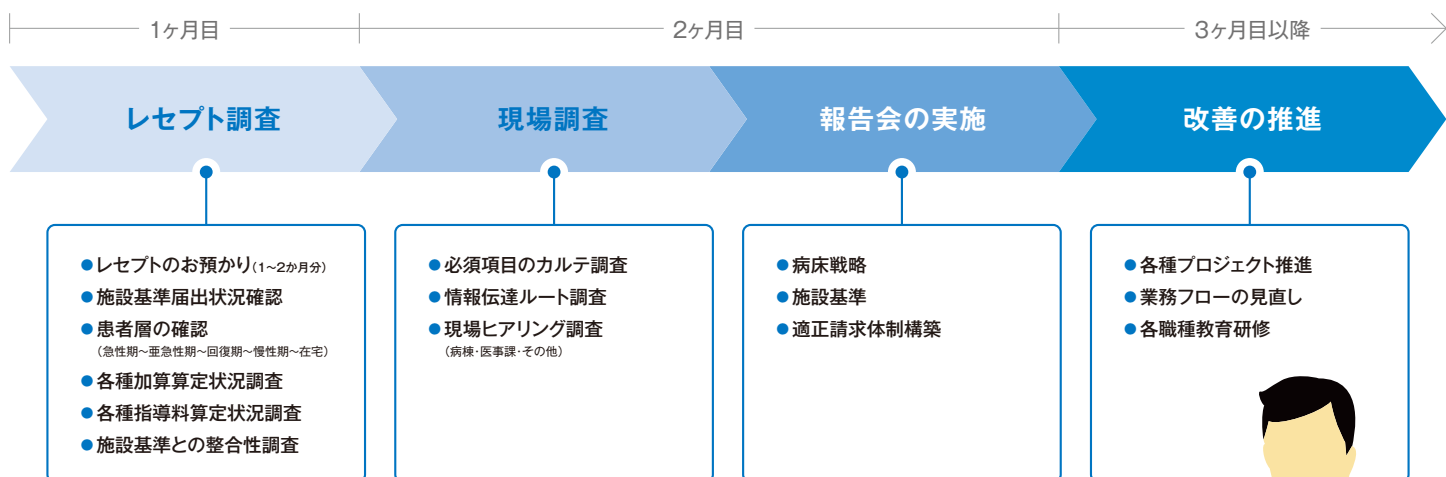 1ヶ月目
2ヶ月目
3ヶ月目以降
レセプト調査
現場調査
報告会の実施
改善の推進
●レセプトのお預かり(1~2か月分)
●施設基準届出状況確認
●患者層の確認
(急性期~亜急性期~回復期~慢性期~在宅)
●各種加算算定状況調査
●各種指導料算定状況調査
●施設基準との整合性調査
●必須項目のカルテ調査
●情報伝達ルート調査
●現場ヒアリング調査
(病棟・医事課・その他)
●病床戦略
●施設基準
●適正請求体制構築
●各種プロジェクト推進
●業務フローの見直し
●各職種教育研修